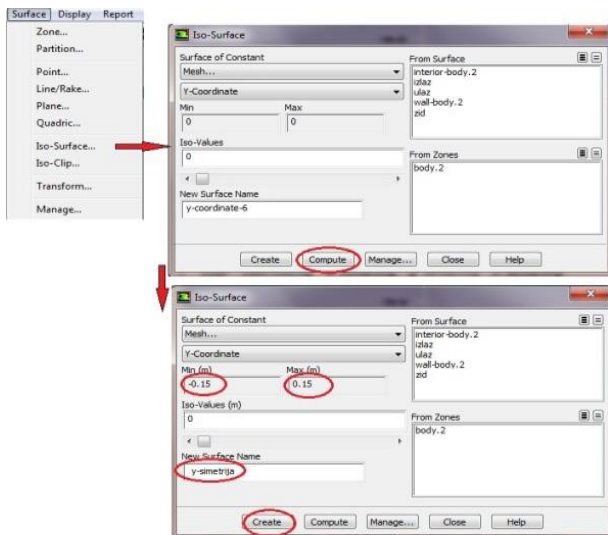 Surface Display Report
Zone...
Partition...
Point...
Line/Rake...
Plane...
Quadric...
Iso-Surface...
Iso-Clip...
Transform...
Manage...
Iso-Surface
Surface of Constant
Mesh...
Y-Coordinate
Min Max
0 0
Iso-Values
0
New Surface Name
y-coordinate-6
From Surface
interior-body.2
izlaz
ulaz
wall-body.2
zid
From Zones
body.2
Create Compute Manage... Close Help
Iso-Surface
Surface of Constant
Mesh...
Y-Coordinate
Min (m) Max (m)
-0.15 0.15
Iso-Values (m)
0
New Surface Name
y-simetrija
From Surface
interior-body.2
izlaz
ulaz
wall-body.2
zid
From Zones
body.2
Create Compute Manage... Close Help